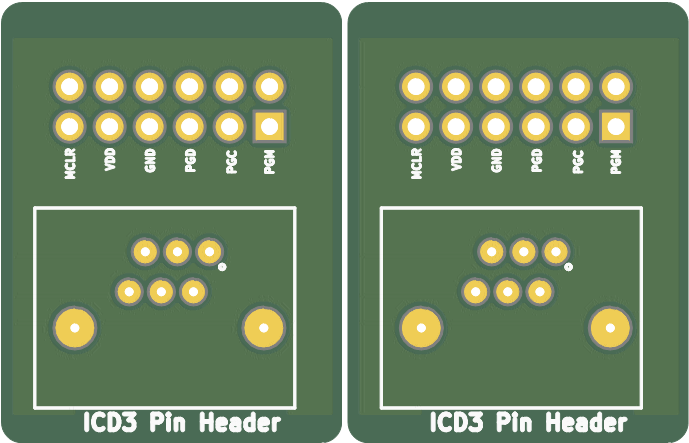 MCLR VDD GND PGD PGC PGM
MCLR VDD GND PGD PGC PGM
ICD3 Pin Header
ICD3 Pin Header